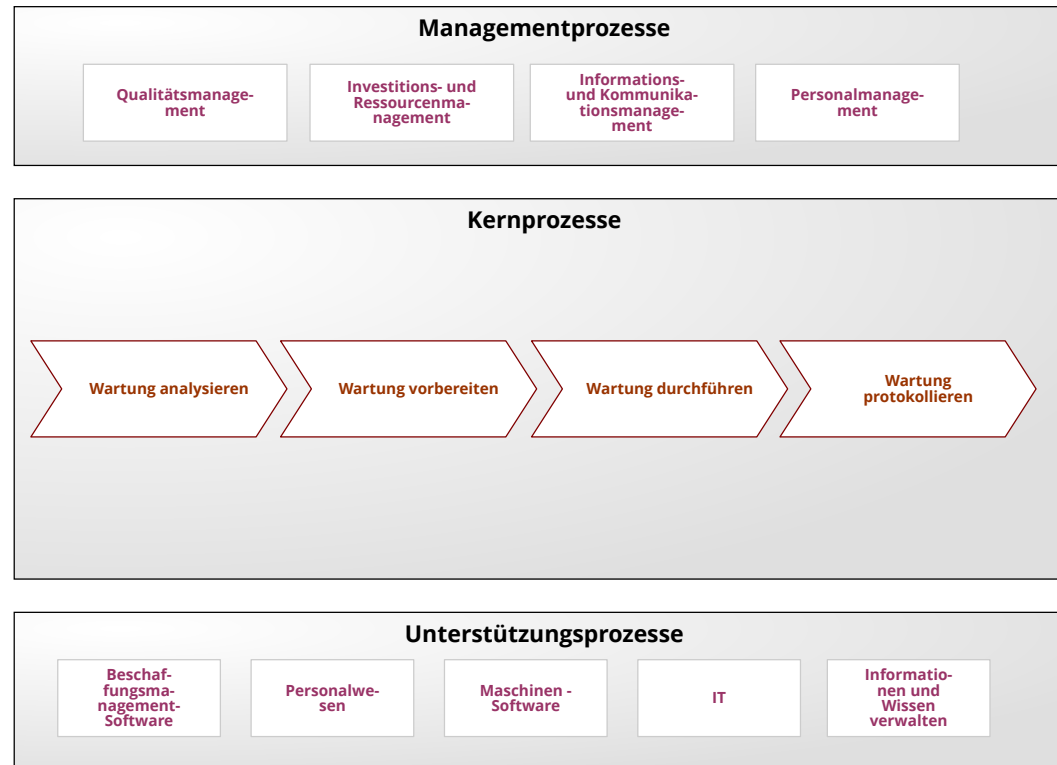 Managementprozesse
Qualitätsmanage-
ment
Investitions- und
Ressourcenma-
nagement
Informations-
und Kommunika-
tionsmanage-
ment
Personalmanage-
ment
Kernprozesse
Wartung analysieren
Wartung vorbereiten
Wartung durchführen
Wartung
protokollieren
Unterstützungsprozesse
Beschaf-
fungsma-
nagement-
Software
Personalwe-
sen
Maschinen -
Software
IT
Informatio-
nen und
Wissen
verwalten